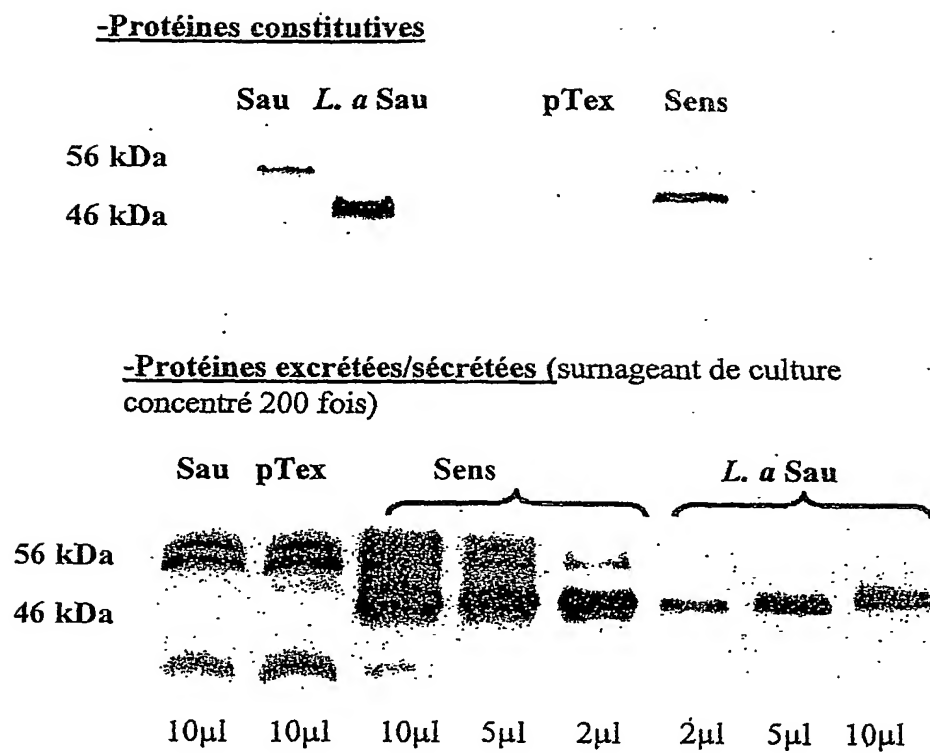 -Protéines constitutives
Sau L. a Sau pTex Sens
56 kDa
46 kDa
-Protéines excrétées/sécrétées (surnageant de culture
concentré 200 fois)
Sau pTex Sens L. a Sau
56 kDa
46 kDa
10µl 10µl 10µl 5µl 2µl 2µl 5µl 10µl